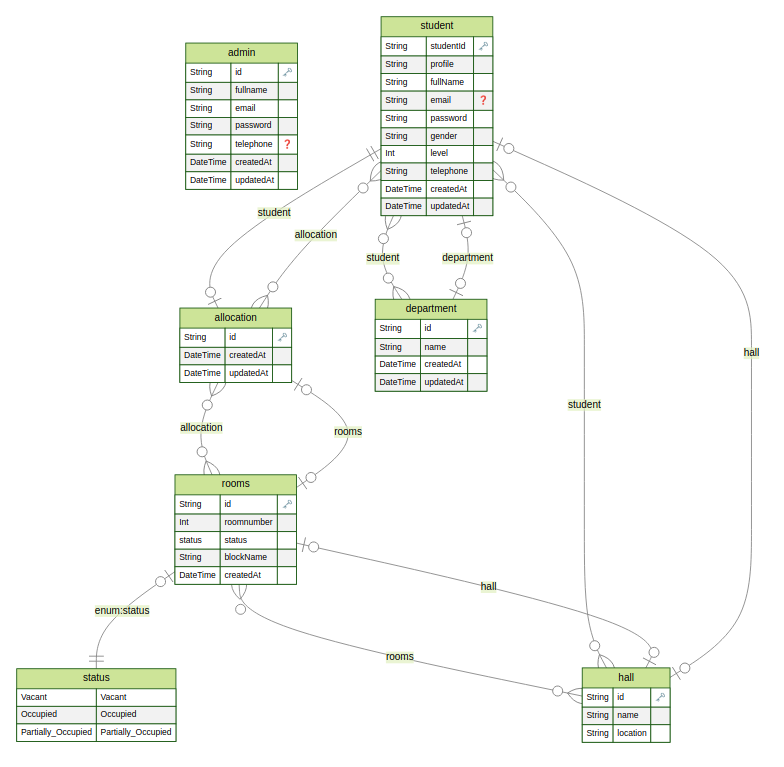 student
String studentId
String profile
String fullName
String email ❓
String password
String gender
Int level
String telephone
DateTime createdAt
DateTime updatedAt
admin
String id
String fullname
String email
String password
String telephone ❓
DateTime createdAt
DateTime updatedAt
student
allocation
student
department
hall
allocation
String id
DateTime createdAt
DateTime updatedAt
department
String id
String name
DateTime createdAt
DateTime updatedAt
student
allocation
rooms
rooms
String id
Int roomnumber
status status
String blockName
DateTime createdAt
hall
enum:status
rooms
status
Vacant Vacant
Occupied Occupied
Partially_Occupied Partially_Occupied
hall
String id
String name
String location